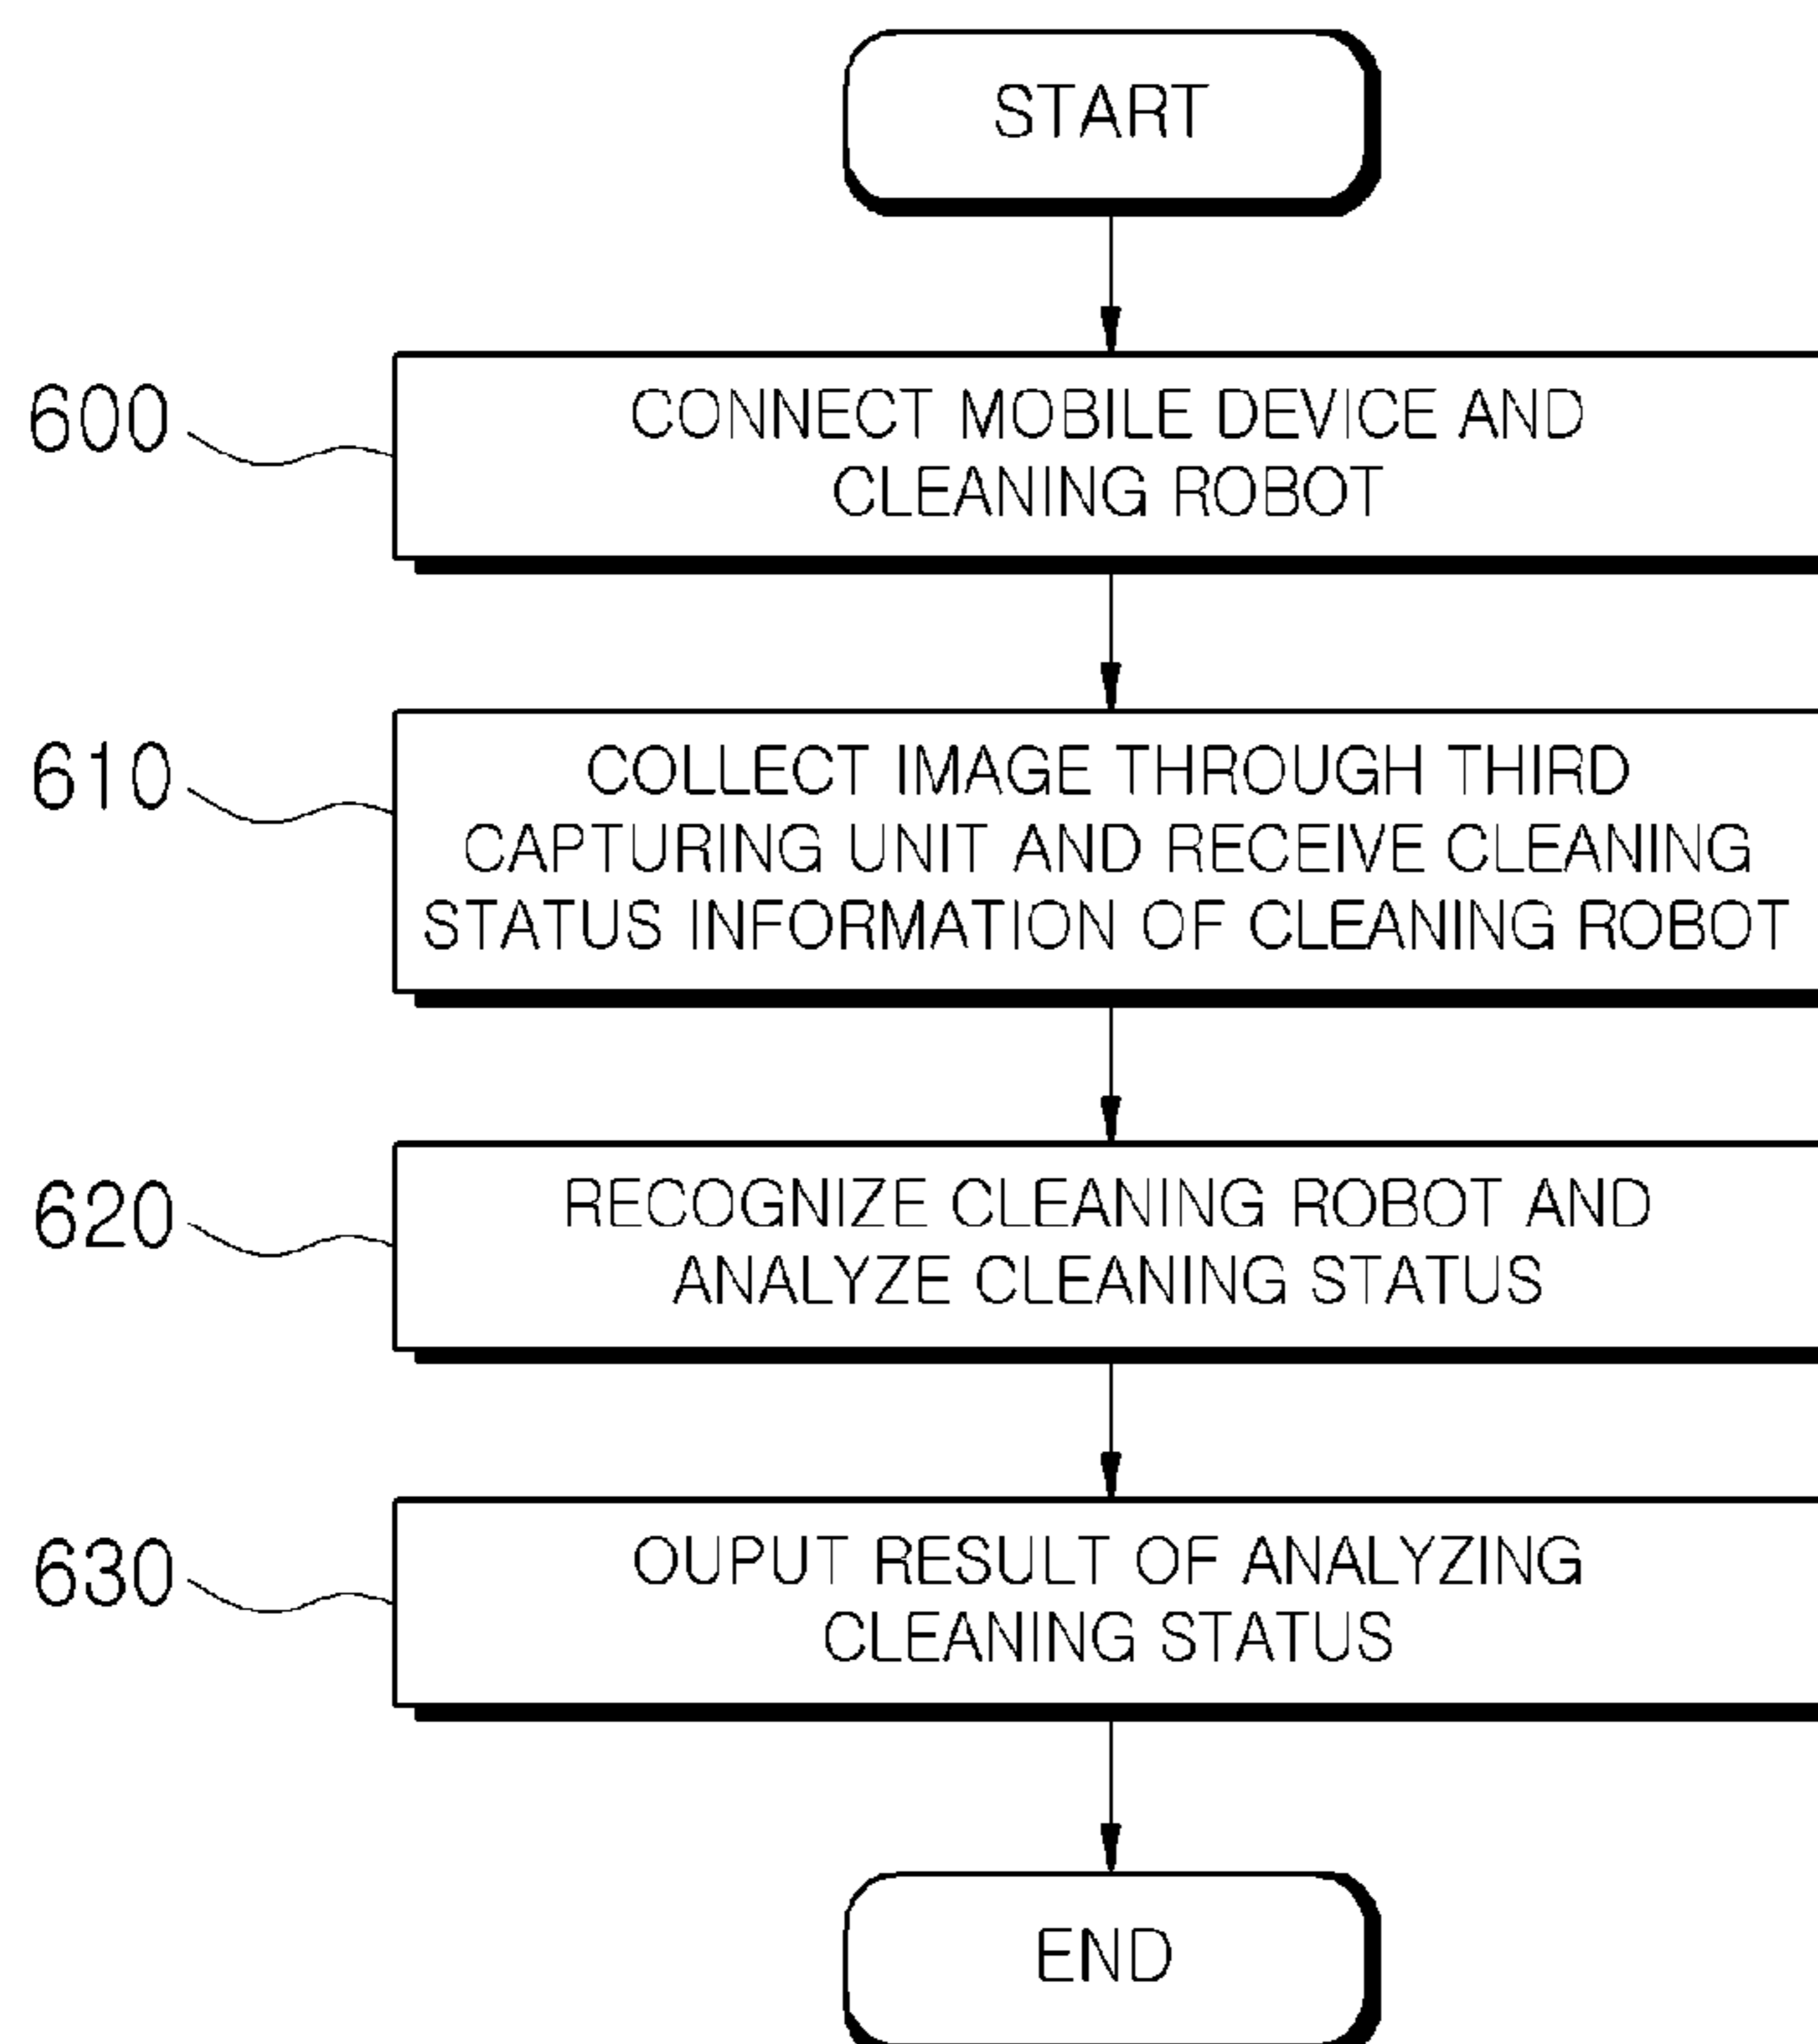 START
600
CONNECT MOBILE DEVICE AND
CLEANING ROBOT
610
COLLECT IMAGE THROUGH THIRD
CAPTURING UNIT AND RECEIVE CLEANING
STATUS INFORMATION OF CLEANING ROBOT
620
RECOGNIZE CLEANING ROBOT AND
ANALYZE CLEANING STATUS
630
OUPUT RESULT OF ANALYZING
CLEANING STATUS
END